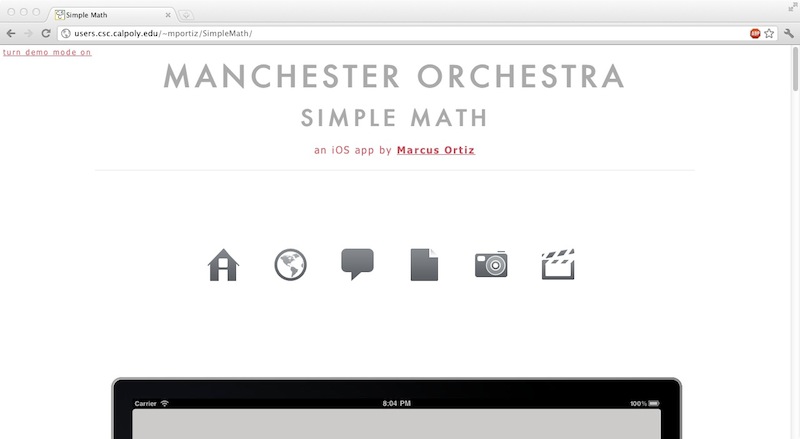 Simple Math
users.csc.calpoly.edu/~mportiz/SimpleMath/
ABP
turn demo mode on
MANCHESTER ORCHESTRA
SIMPLE MATH
an iOS app by Marcus Ortiz
Carrier 8:04 PM 100%